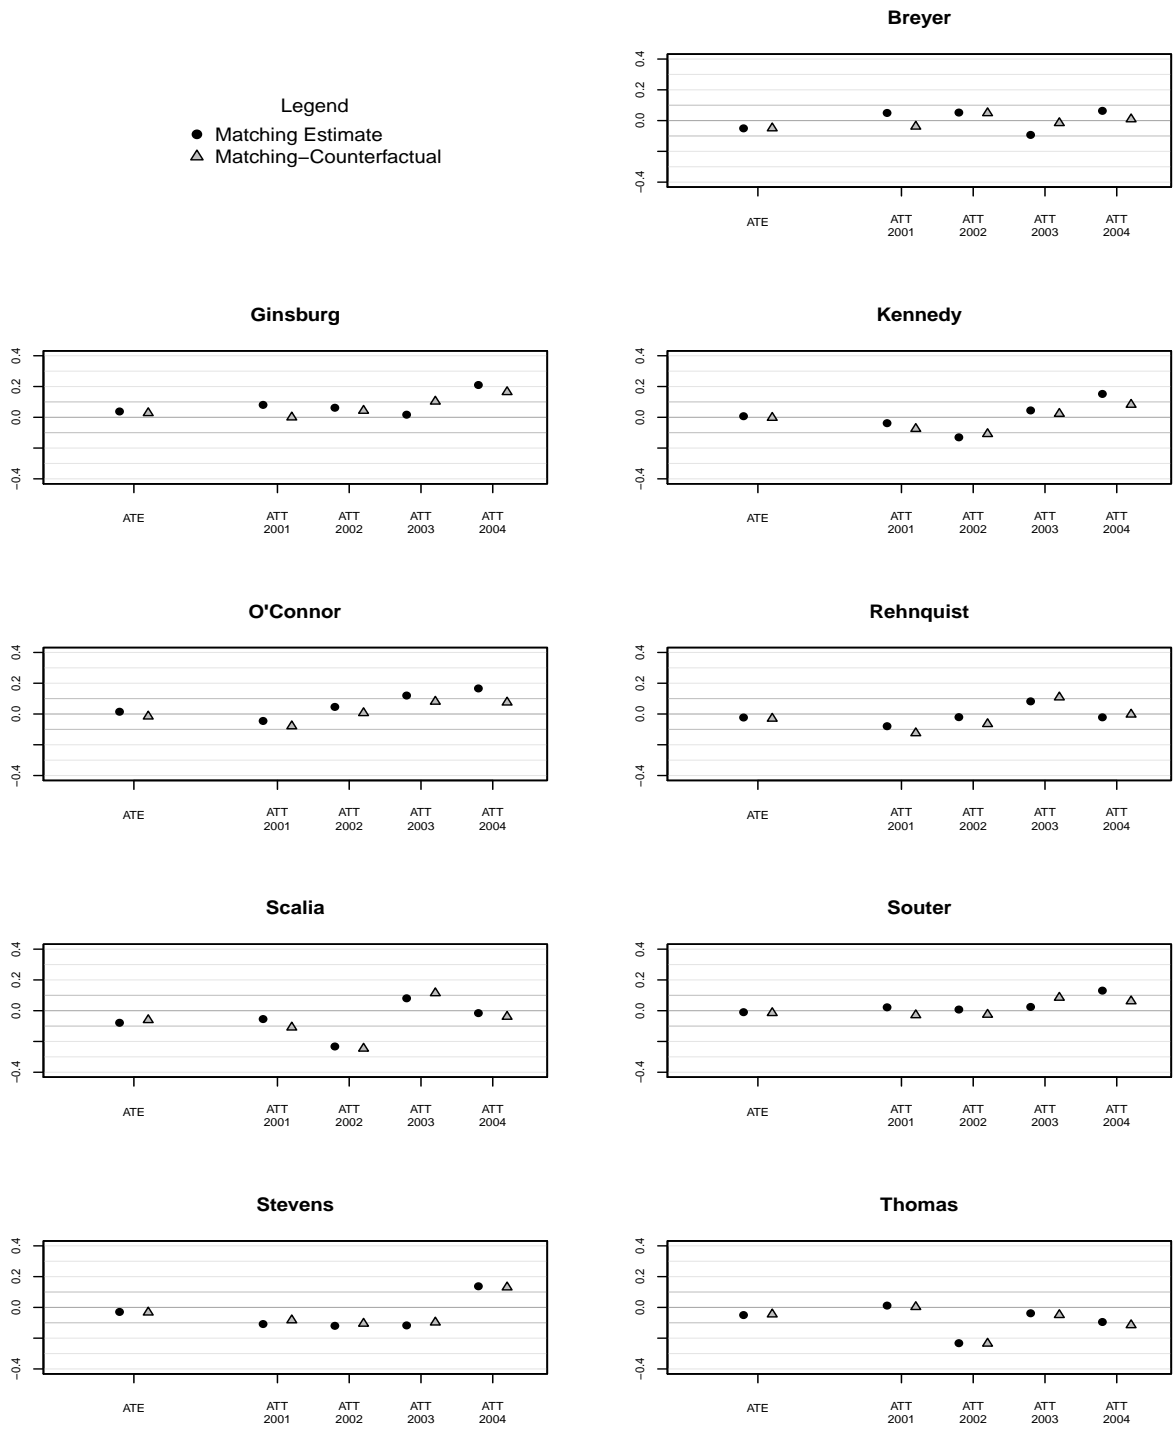 Breyer
Legend
Matching Estimate
Matching−Counterfactual
0.4
0.2
0.0
−0.4
ATE
ATT ATT ATT ATT
2001 2002 2003 2004
Ginsburg
0.4
0.2
0.0
−0.4
ATE
ATT ATT ATT ATT
2001 2002 2003 2004
Kennedy
0.4
0.2
0.0
−0.4
ATE
ATT ATT ATT ATT
2001 2002 2003 2004
O'Connor
0.4
0.2
0.0
−0.4
ATE
ATT ATT ATT ATT
2001 2002 2003 2004
Rehnquist
0.4
0.2
0.0
−0.4
ATE
ATT ATT ATT ATT
2001 2002 2003 2004
Scalia
0.4
0.2
0.0
−0.4
ATE
ATT ATT ATT ATT
2001 2002 2003 2004
Souter
0.4
0.2
0.0
−0.4
ATE
ATT ATT ATT ATT
2001 2002 2003 2004
Stevens
0.4
0.2
0.0
−0.4
ATE
ATT ATT ATT ATT
2001 2002 2003 2004
Thomas
0.4
0.2
0.0
−0.4
ATE
ATT ATT ATT ATT
2001 2002 2003 2004